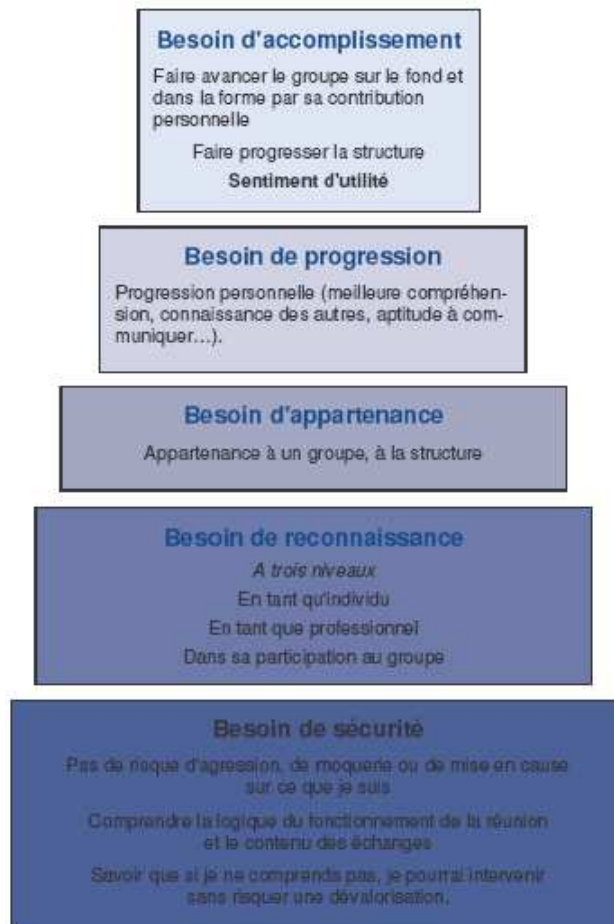 Besoin d'accomplissement
Faire avancer le groupe sur le fond et
dans la forme par sa contribution
personnelle
Faire progresser la structure
Sentiment d'utilité
Besoin de progression
Progression personnelle (meilleure compréhen-
sion, connaissance des autres, aptitude à com-
muniquer…).
Besoin d'appartenance
Appartenance à un groupe, à la structure
Besoin de reconnaissance
A trois niveaux
En tant qu'individu
En tant que professionnel
Dans sa participation au groupe
Besoin de sécurité
Pas de risque d'agression, de moquerie ou de mise en cause
sur ce que je suis
Comprendre la logique du fonctionnement de la réunion
et le contenu des échanges
Savoir que si je ne comprends pas, je pourrai intervenir
sans risquer une dévalorisation.